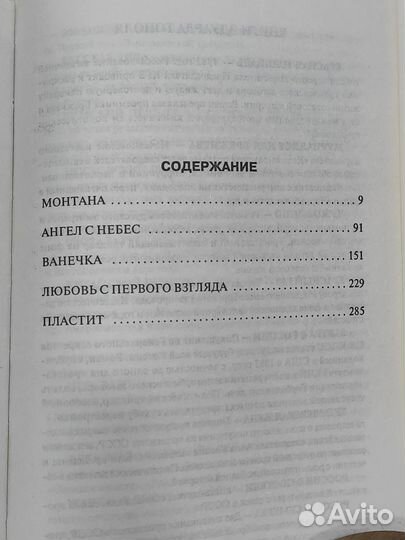 СОДЕРЖАНИЕ
МОНТАНА 9
АНГЕЛ С НЕБЕС 91
ВАНЕЧКА 151
ЛЮБОВЬ С ПЕРВОГО ВЗГЛЯДА 229
ПЛАСТИТ 285
Avito